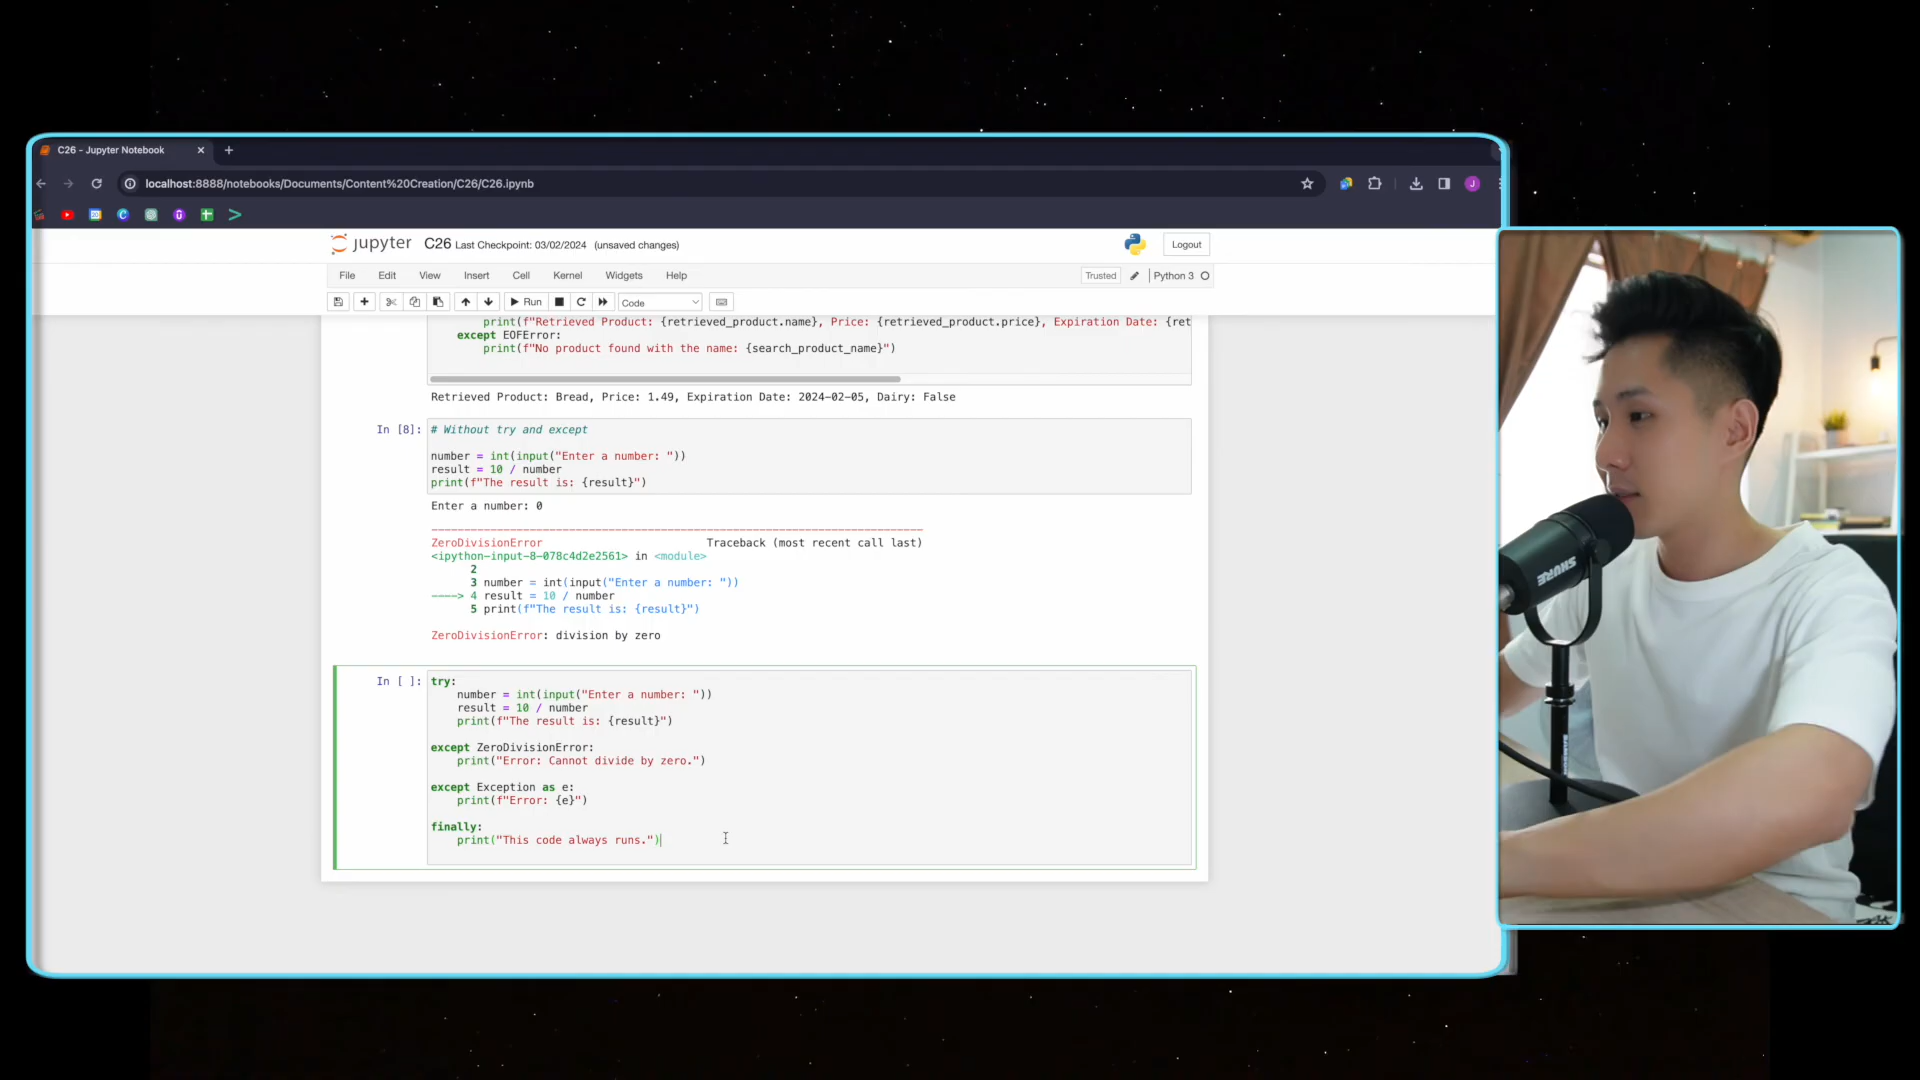 C26 - Jupyter Notebook
localhost:8888/notebooks/Documents/Content%20Creation/C26/C26.ipynb
J
jupyter C26 Last Checkpoint: 03/02/2024 (unsaved changes)
Logout
File Edit View Insert Cell Kernel Widgets Help
Trusted
Python 3
Run
Code
print(f"Retrieved Product: {retrieved_product.name}, Price: {retrieved_product.price}, Expiration Date: {ret
except EOFError:
print(f"No product found with the name: {search_product_name}")
Retrieved Product: Bread, Price: 1.49, Expiration Date: 2024-02-05, Dairy: False
In [8]: # Without try and except
number = int(input("Enter a number: "))
result = 10 / number
print(f"The result is: {result}")
Enter a number: 0
---------------------------------------------------------------------------
ZeroDivisionError Traceback (most recent call last)
<ipython-input-8-078c4d2e2561> in <module>
2
3 number = int(input("Enter a number: "))
----> 4 result = 10 / number
5 print(f"The result is: {result}")
ZeroDivisionError: division by zero
In [ ]: try:
number = int(input("Enter a number: "))
result = 10 / number
print(f"The result is: {result}")
except ZeroDivisionError:
print("Error: Cannot divide by zero.")
except Exception as e:
print(f"Error: {e}")
finally:
print("This code always runs.")
SHURE